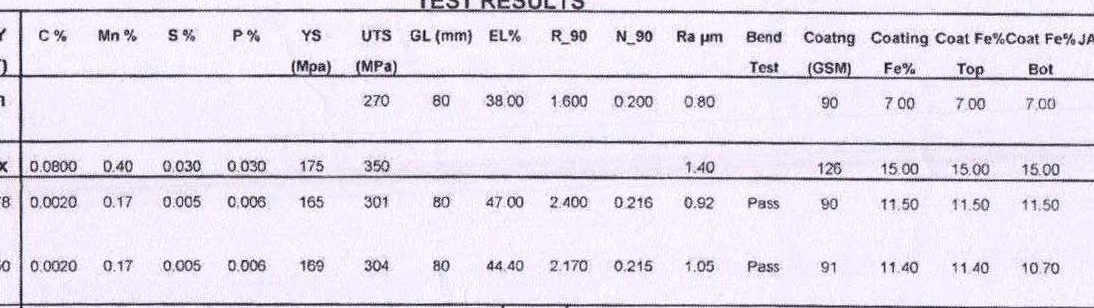 TEST RESULTS
Y C % Mn % S % P % YS UTS GL (mm) EL% R_90 N_90 Ra µm Bend Coatng Coating Coat Fe% Coat Fe% JA
) (Mpa) (MPa) Test (GSM) Fe% Top Bot
270 80 38.00 1.600 0.200 0.80 90 7.00 7.00 7.00
x 0.0800 0.40 0.030 0.030 175 350 1.40 126 15.00 15.00 15.00
8 0.0020 0.17 0.005 0.006 165 301 80 47.00 2.400 0.216 0.92 Pass 90 11.50 11.50 11.50
0 0.0020 0.17 0.005 0.006 169 304 80 44.40 2.170 0.215 1.05 Pass 91 11.40 11.40 10.70